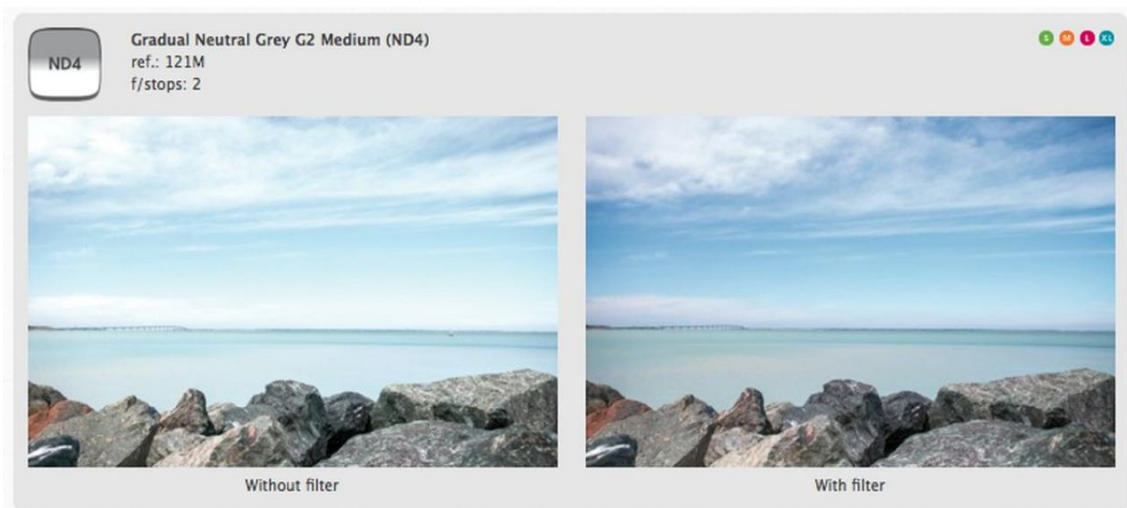 ND4
Gradual Neutral Grey G2 Medium (ND4)
ref.: 121M
f/stops: 2
S M L XL
Without filter
With filter